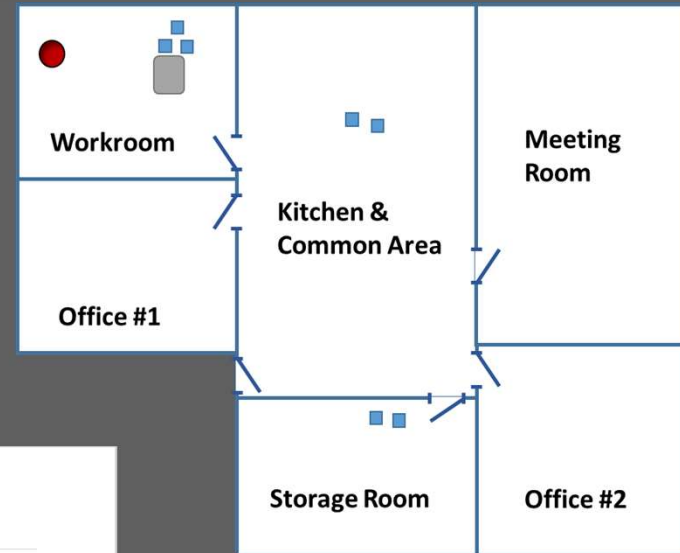 Workroom
Meeting
Room
Kitchen &
Common Area
Office #1
Storage Room
Office #2